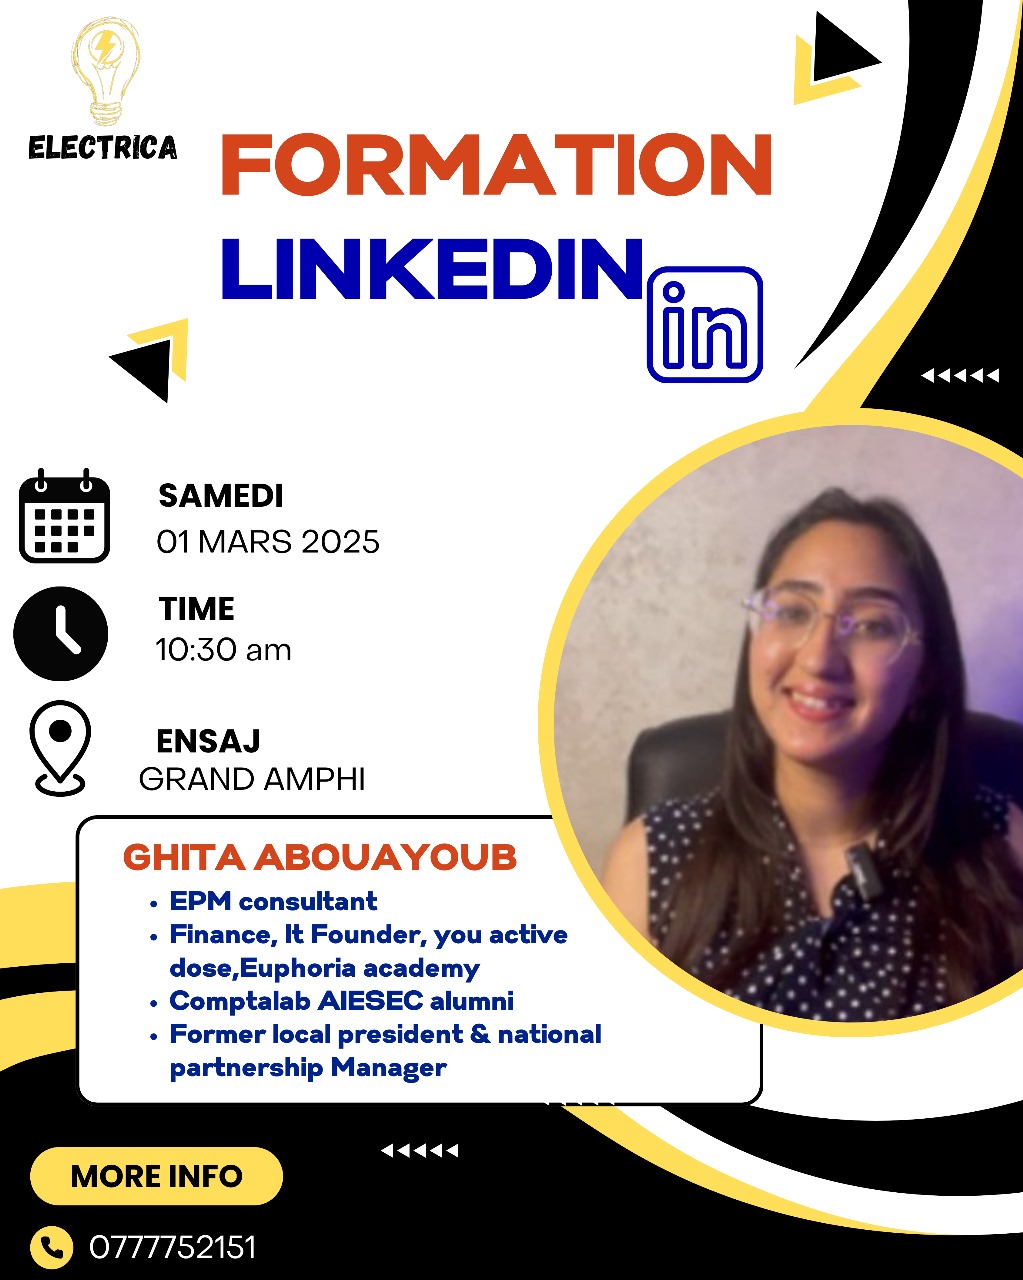 ELECTRICA
FORMATION
LINKEDIN
in
SAMEDI
01 MARS 2025
TIME
10:30 am
ENSAJ
GRAND AMPHI
GHITA ABOUAYOUB
• EPM consultant
• Finance, It Founder, you active
dose,Euphoria academy
• Comptalab AIESEC alumni
• Former local president & national
partnership Manager
MORE INFO
0777752151